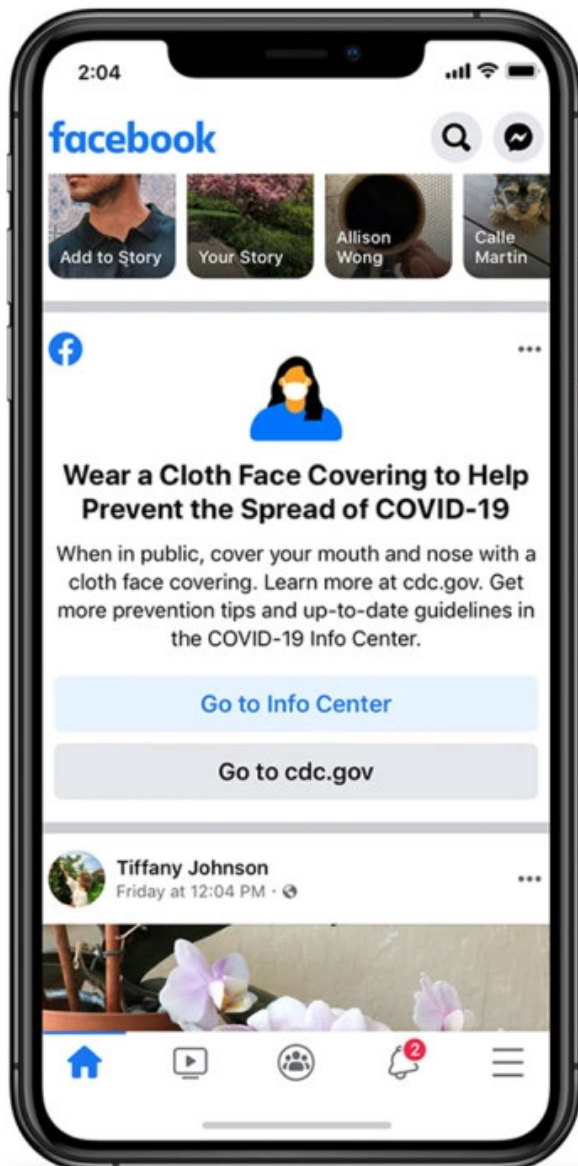 2:04
facebook
Add to Story
Your Story
Allison
Wong
Calle
Martin
Wear a Cloth Face Covering to Help
Prevent the Spread of COVID-19
When in public, cover your mouth and nose with a
cloth face covering. Learn more at cdc.gov. Get
more prevention tips and up-to-date guidelines in
the COVID-19 Info Center.
Go to Info Center
Go to cdc.gov
Tiffany Johnson
Friday at 12:04 PM ·
2